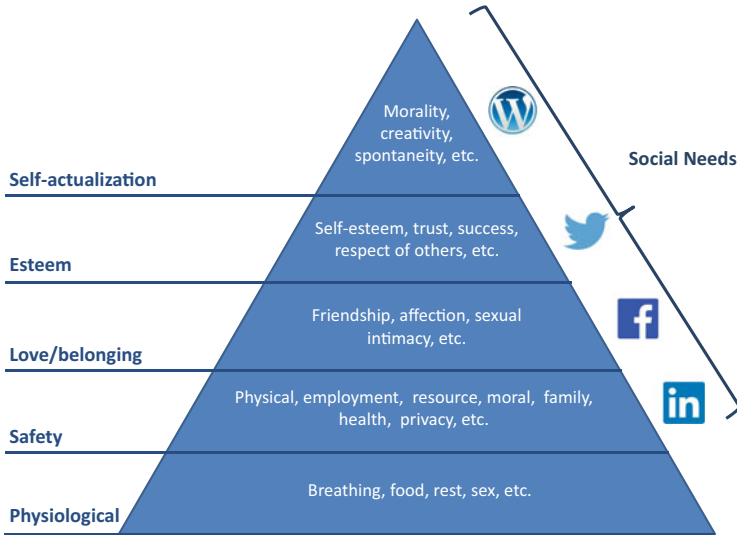 Morality,
creativity,
spontaneity, etc.
Social Needs
Self-actualization
Self-esteem, trust, success,
respect of others, etc.
Esteem
Friendship, affection, sexual
intimacy, etc.
Love/belonging
Physical, employment, resource, moral, family,
health, privacy, etc.
Safety
Breathing, food, rest, sex, etc.
Physiological
W
f
in